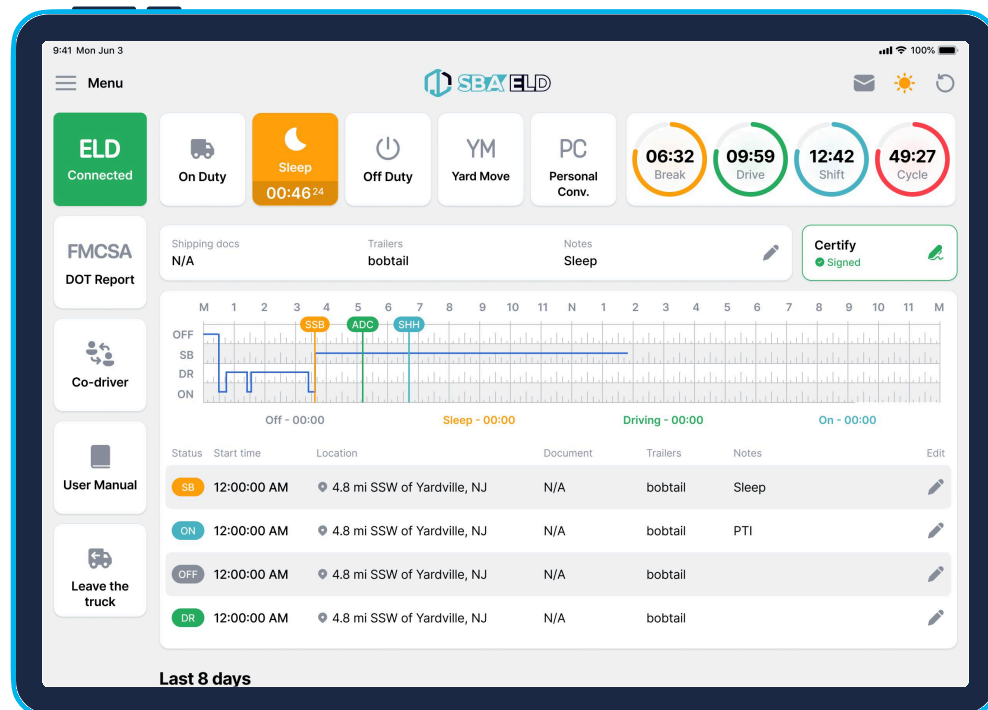 9:41 Mon Jun 3
100%
Menu
SBA ELD
ELD
Connected
On Duty
Sleep
00:46 24
Off Duty
YM
Yard Move
PC
Personal
Conv.
06:32
Break
09:59
Drive
12:42
Shift
49:27
Cycle
FMCSA
DOT Report
Co-driver
User Manual
Leave the
truck
Shipping docs
N/A
Trailers
bobtail
Notes
Sleep
Certify
Signed
M 1 2 3 4 5 6 7 8 9 10 11 N 1 2 3 4 5 6 7 8 9 10 11 M
SSB ADC SHH
OFF
SB
DR
ON
Off - 00:00 Sleep - 00:00 Driving - 00:00 On - 00:00
Status Start time Location Document Trailers Notes Edit
SB 12:00:00 AM 4.8 mi SSW of Yardville, NJ N/A bobtail Sleep
ON 12:00:00 AM 4.8 mi SSW of Yardville, NJ N/A bobtail PTI
OFF 12:00:00 AM 4.8 mi SSW of Yardville, NJ N/A bobtail
DR 12:00:00 AM 4.8 mi SSW of Yardville, NJ N/A bobtail
Last 8 days